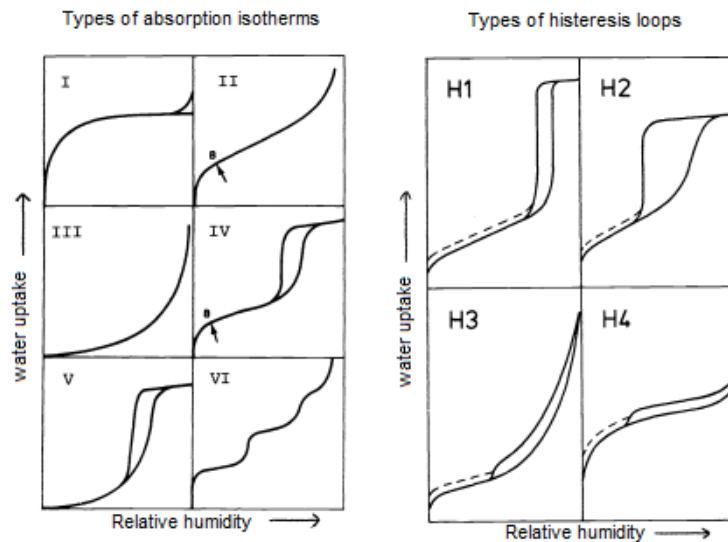 Types of absorption isotherms
Types of histeresis loops
I
II
B
III
IV
B
V
VI
water uptake
Relative humidity
H1
H2
H3
H4
water uptake
Relative humidity